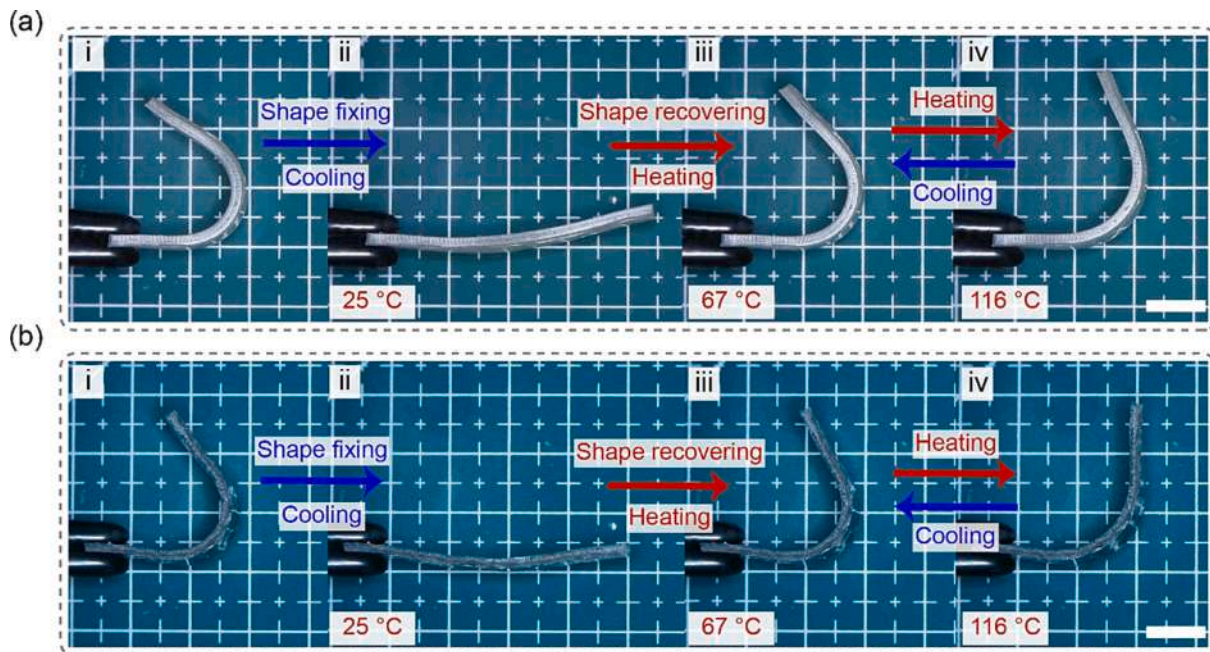 (a)
i
ii
iii
iv
Shape fixing
Cooling
Shape recovering
Heating
Heating
Cooling
25 °C
67 °C
116 °C
(b)
i
ii
iii
iv
Shape fixing
Cooling
Shape recovering
Heating
Heating
Cooling
25 °C
67 °C
116 °C